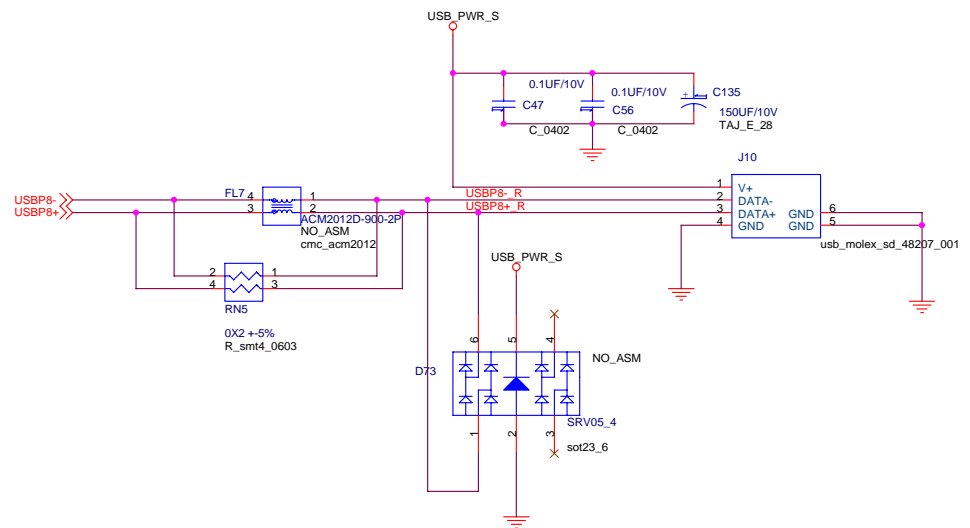 USB_PWR_S
0.1UF/10V
0.1UF/10V
C135
+
C47
C56
150UF/10V
TAJ_E_28
C_0402
C_0402
J10
USBP8-
USBP8+
FL7
4
1
3
2
USBP8-_R
USBP8+_R
ACM2012D-900-2P
NO_ASM
cmc_acm2012
1
V+
2
DATA-
3
DATA+
GND
6
4
GND
GND
5
usb_molex_sd_48207_001
2
1
4
3
RN5
0X2 +-5%
R_smt4_0603
USB_PWR_S
6
5
4
D73
NO_ASM
SRV05_4
1
2
3
sot23_6